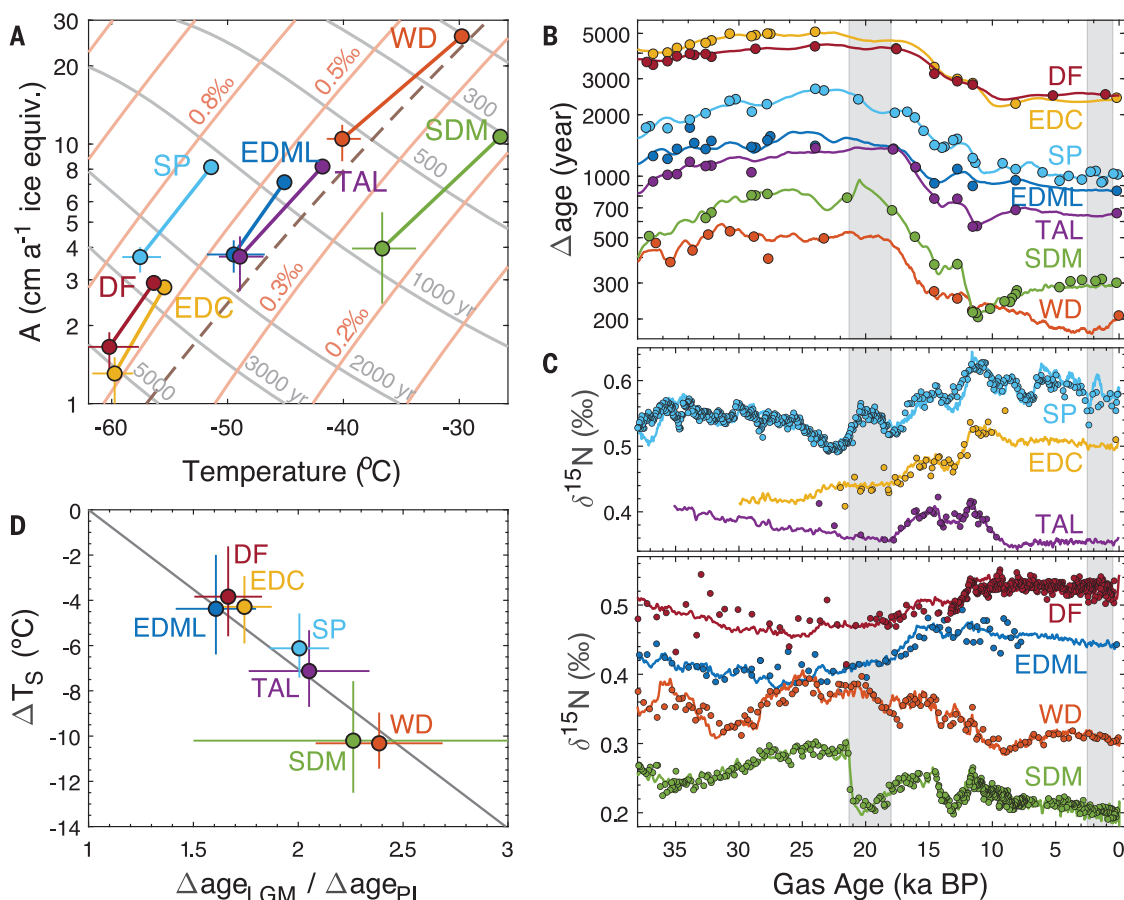 A
A (cm a⁻¹ ice equiv.)
30
20
10
8
7
6
5
4
3
2
1
0.8‰
0.5‰
0.3‰
0.2‰
WD
SDM
SP
EDML
TAL
DF
EDC
300
500
1000 yr
2000 yr
3000 yr
5000
-60
-50
-40
-30
Temperature (⁰C)
B
Δage (year)
5000
3000
2000
1000
700
500
300
200
DF
EDC
SP
EDML
TAL
SDM
WD
C
δ¹⁵N (‰)
0.6
0.5
0.4
SP
EDC
TAL
δ¹⁵N (‰)
0.5
0.4
0.3
0.2
DF
EDML
WD
SDM
35
30
25
20
15
10
5
0
Gas Age (ka BP)
D
ΔT_S (⁰C)
0
-2
-4
-6
-8
-10
-12
-14
DF
EDC
EDML
SP
TAL
SDM
WD
1
1.5
2
2.5
3
Δage_LGM / Δage_PI